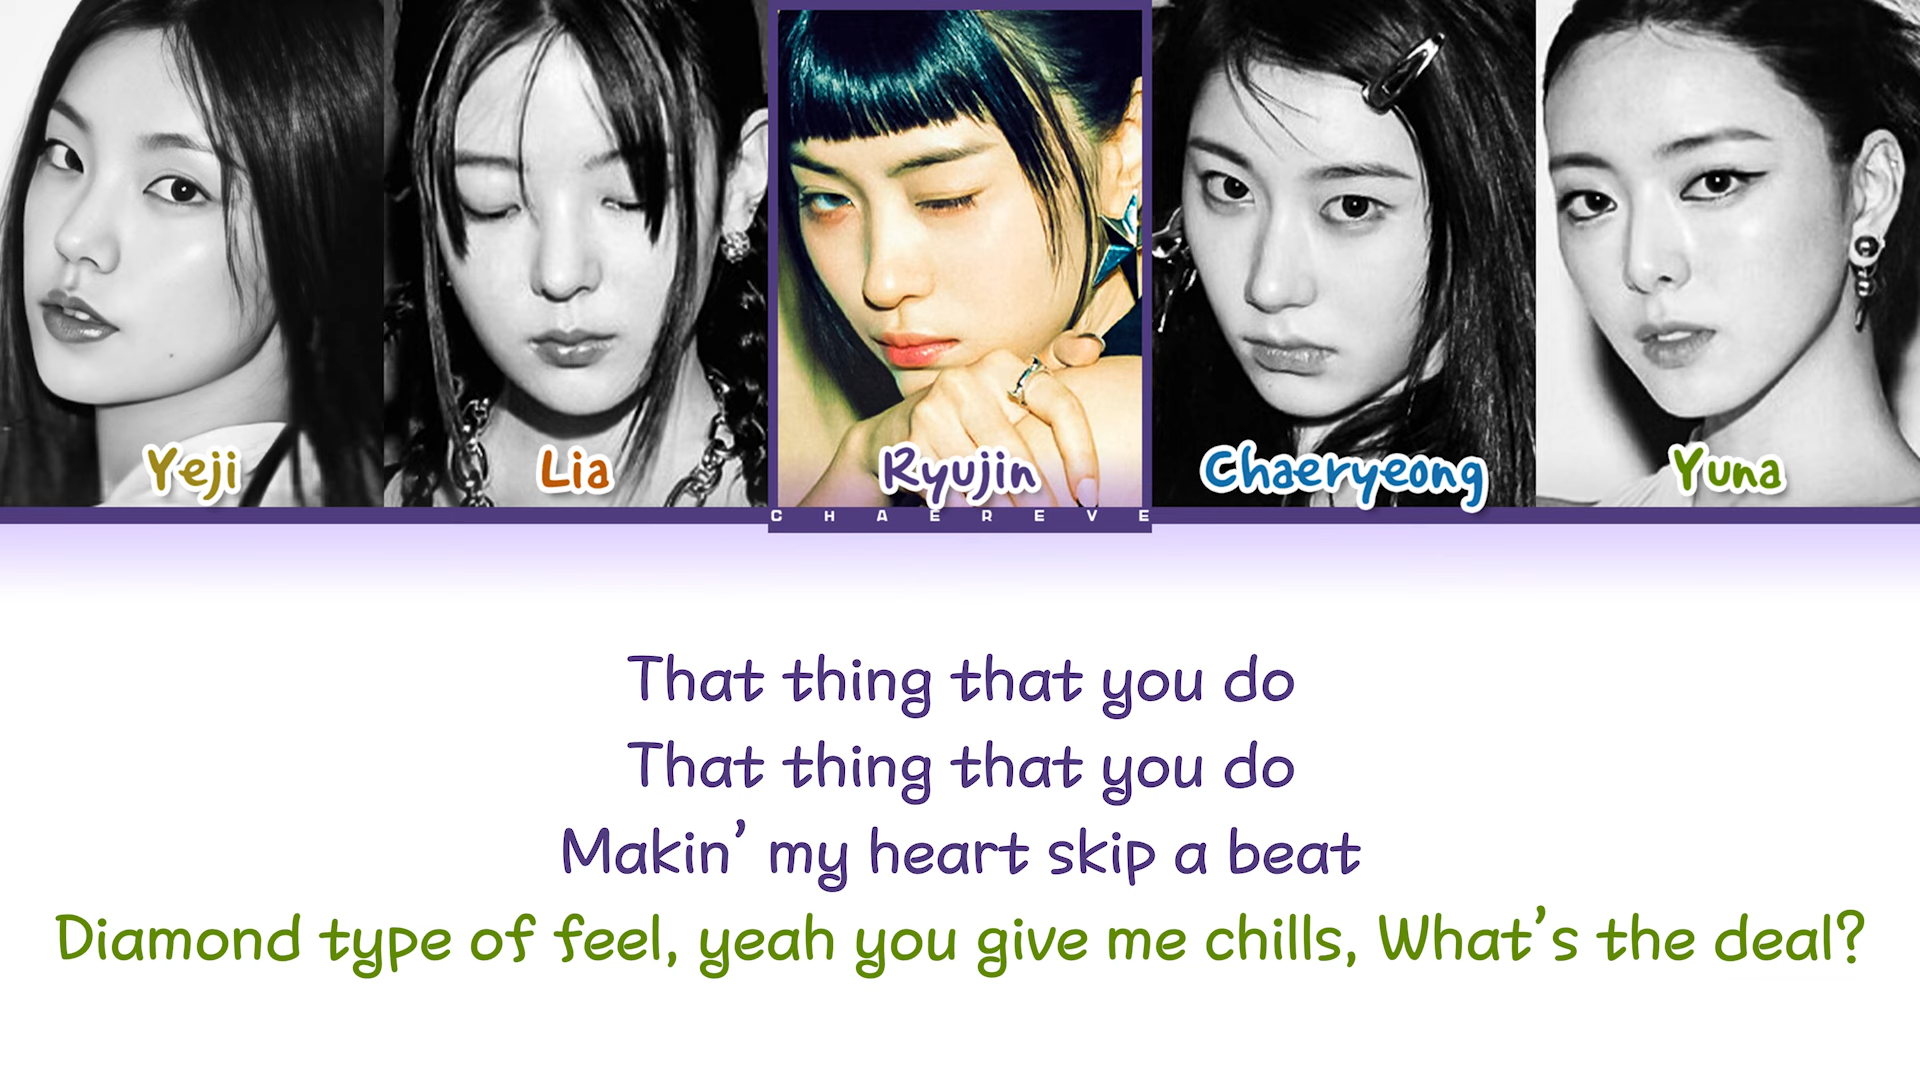 Yeji
Lia
Ryujin
Chaeryeong
Yuna
CHAEREVE
That thing that you do
That thing that you do
Makin’ my heart skip a beat
Diamond type of feel, yeah you give me chills, What’s the deal?